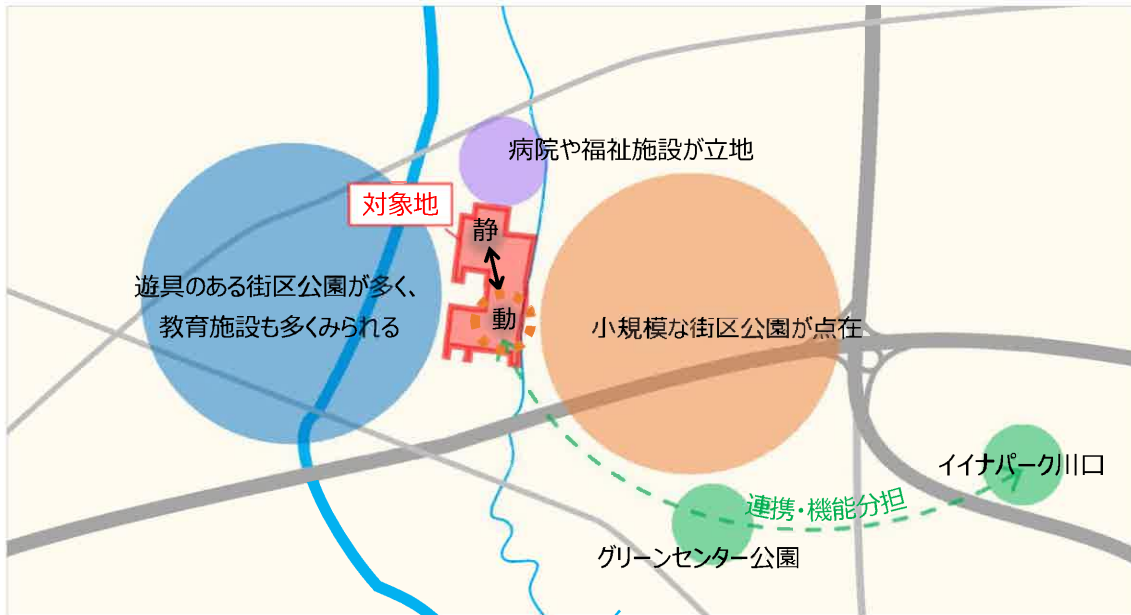 病院や福祉施設が立地
対象地
静
遊具のある街区公園が多く、
教育施設も多くみられる
動
小規模な街区公園が点在
イイナパーク川口
連携・機能分担
グリーンセンター公園